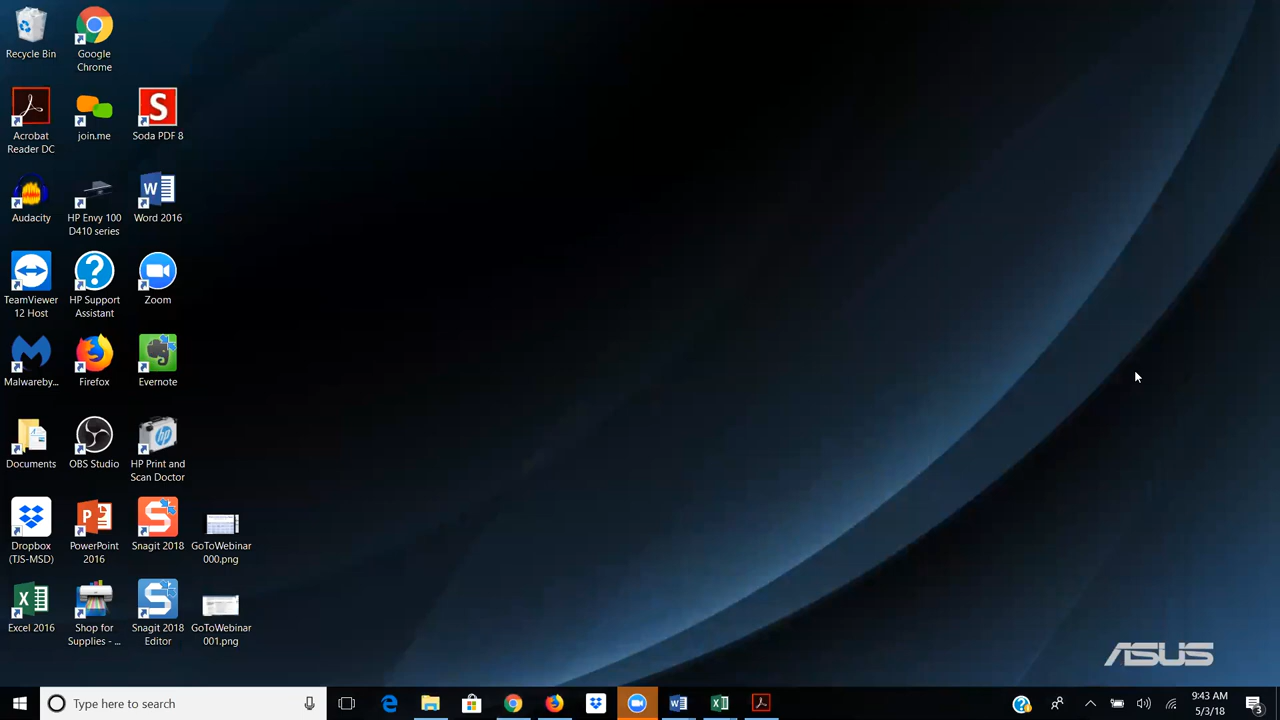 Recycle Bin
Google
Chrome
Acrobat
Reader DC
join.me
Soda PDF 8
Audacity
HP Envy 100
D410 series
Word 2016
TeamViewer
12 Host
HP Support
Assistant
Zoom
Malwareby...
Firefox
Evernote
Documents
OBS Studio
HP Print and
Scan Doctor
Dropbox
(TJS-MSD)
PowerPoint
2016
Snagit 2018
GoToWebinar
000.png
Excel 2016
Shop for
Supplies - ...
Snagit 2018
Editor
GoToWebinar
001.png
ASUS
Type here to search
9:43 AM
5/3/18
3